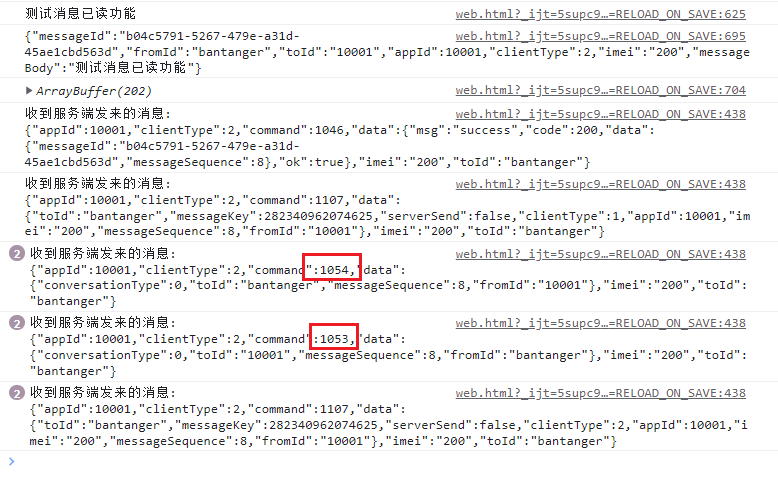 测试消息已读功能 web.html?_ijt=5supc9…=RELOAD_ON_SAVE:625
{"messageId":"b04c5791-5267-479e-a31d- web.html?_ijt=5supc9…=RELOAD_ON_SAVE:695
45ae1cbd563d","fromId":"bantanger","toId":"10001","appId":10001,"clientType":2,"imei":"200","message
Body":"测试消息已读功能"}
ArrayBuffer(202) web.html?_ijt=5supc9…=RELOAD_ON_SAVE:704
收到服务端发来的消息: web.html?_ijt=5supc9…=RELOAD_ON_SAVE:438
{"appId":10001,"clientType":2,"command":1046,"data":{"msg":"success","code":200,"data":
{"messageId":"b04c5791-5267-479e-a31d-
45ae1cbd563d","messageSequence":8},"ok":true},"imei":"200","toId":"bantanger"}
收到服务端发来的消息: web.html?_ijt=5supc9…=RELOAD_ON_SAVE:438
{"appId":10001,"clientType":2,"command":1107,"data":
{"toId":"bantanger","messageKey":282340962074625,"serverSend":false,"clientType":1,"appId":10001,"im
ei":"200","messageSequence":8,"fromId":"10001"},"imei":"200","toId":"bantanger"}
2 收到服务端发来的消息: web.html?_ijt=5supc9…=RELOAD_ON_SAVE:438
{"appId":10001,"clientType":2,"command":1054,"data":
{"conversationType":0,"toId":"bantanger","messageSequence":8,"fromId":"10001"},"imei":"200","toId":
"bantanger"}
2 收到服务端发来的消息: web.html?_ijt=5supc9…=RELOAD_ON_SAVE:438
{"appId":10001,"clientType":2,"command":1053,"data":
{"conversationType":0,"toId":"10001","messageSequence":8,"fromId":"bantanger"},"imei":"200","toId":
"bantanger"}
2 收到服务端发来的消息: web.html?_ijt=5supc9…=RELOAD_ON_SAVE:438
{"appId":10001,"clientType":2,"command":1107,"data":
{"toId":"bantanger","messageKey":282340962074625,"serverSend":false,"clientType":2,"appId":10001,"i
mei":"200","messageSequence":8,"fromId":"10001"},"imei":"200","toId":"bantanger"}